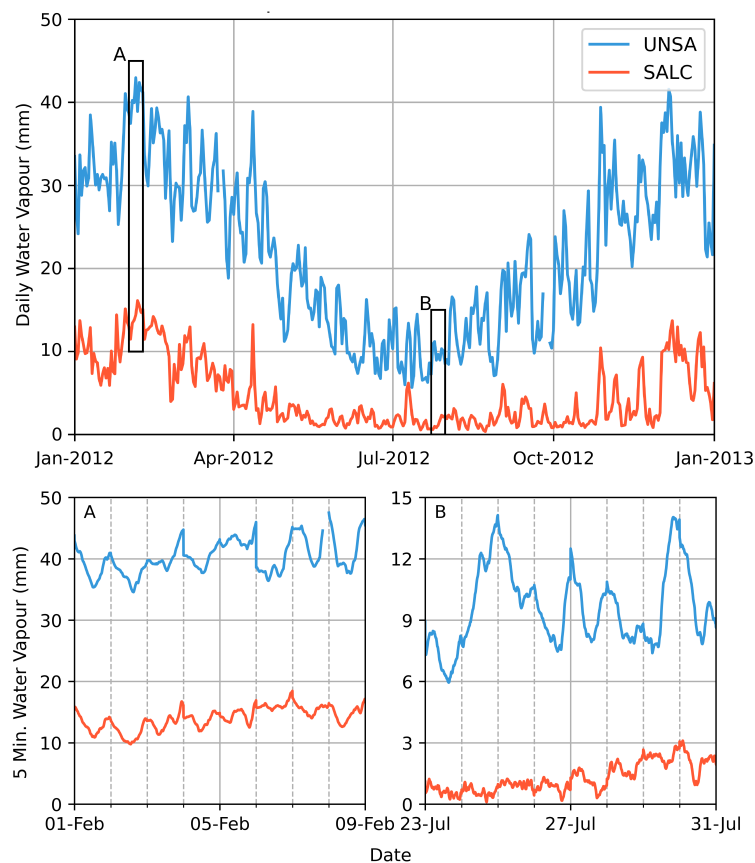 50
40
30
20
10
0
Daily Water Vapour (mm)
A
B
UNSA
SALC
Jan-2012
Apr-2012
Jul-2012
Oct-2012
Jan-2013
50
40
30
20
10
0
5 Min. Water Vapour (mm)
A
01-Feb
05-Feb
09-Feb
15
12
9
6
3
0
B
23-Jul
27-Jul
31-Jul
Date